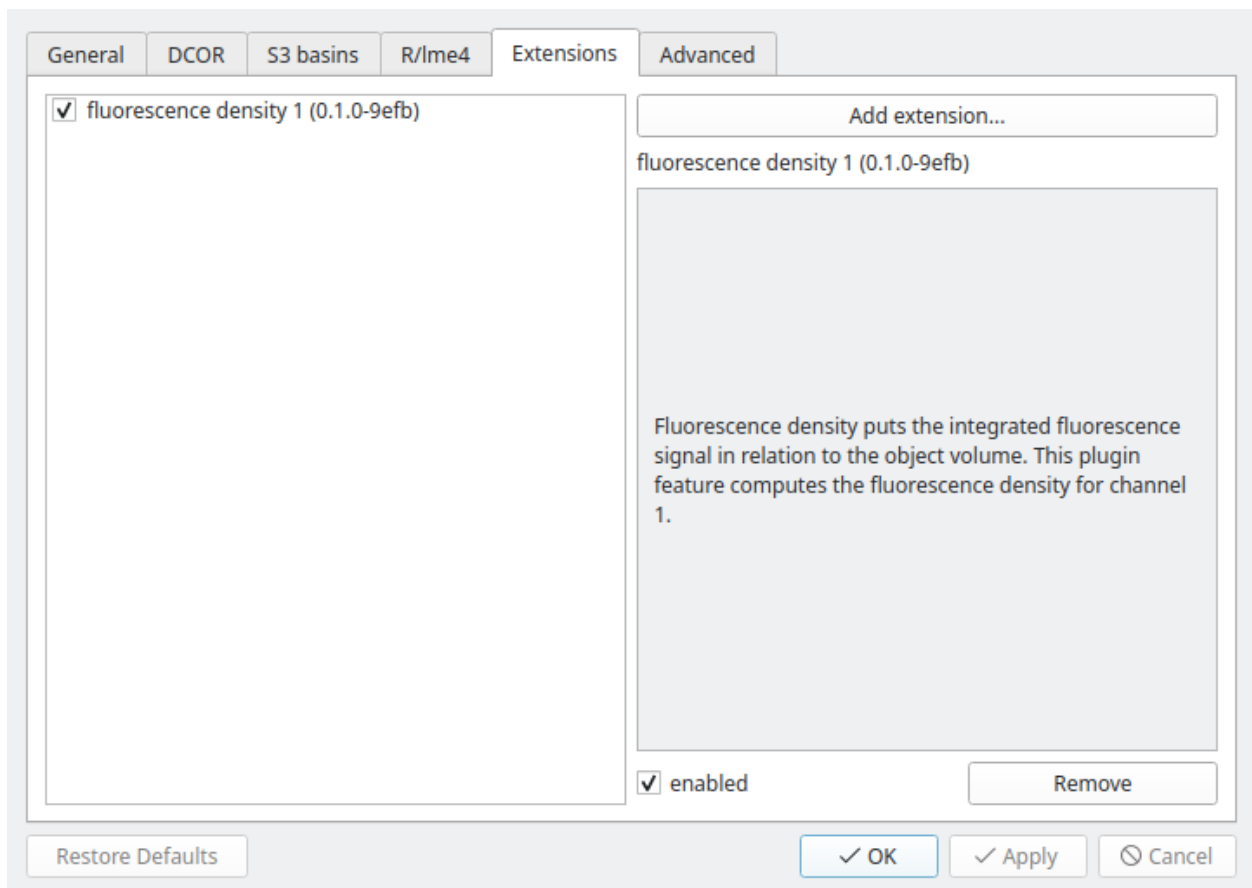 General DCOR S3 basins R/lme4 Extensions Advanced
fluorescence density 1 (0.1.0-9efb)
Add extension...
fluorescence density 1 (0.1.0-9efb)
Fluorescence density puts the integrated fluorescence
signal in relation to the object volume. This plugin
feature computes the fluorescence density for channel
1.
enabled Remove
Restore Defaults OK Apply Cancel